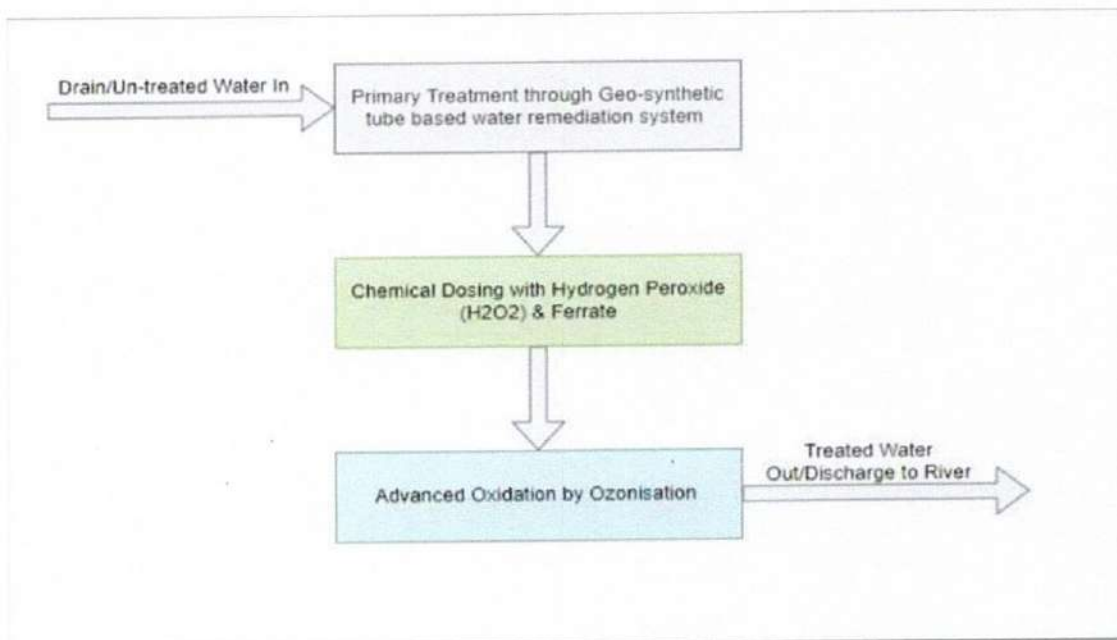 Drain/Un-treated Water In
Primary Treatment through Geo-synthetic
tube based water remediation system
Chemical Dosing with Hydrogen Peroxide
(H2O2) & Ferrate
Advanced Oxidation by Ozonisation
Treated Water
Out/Discharge to River